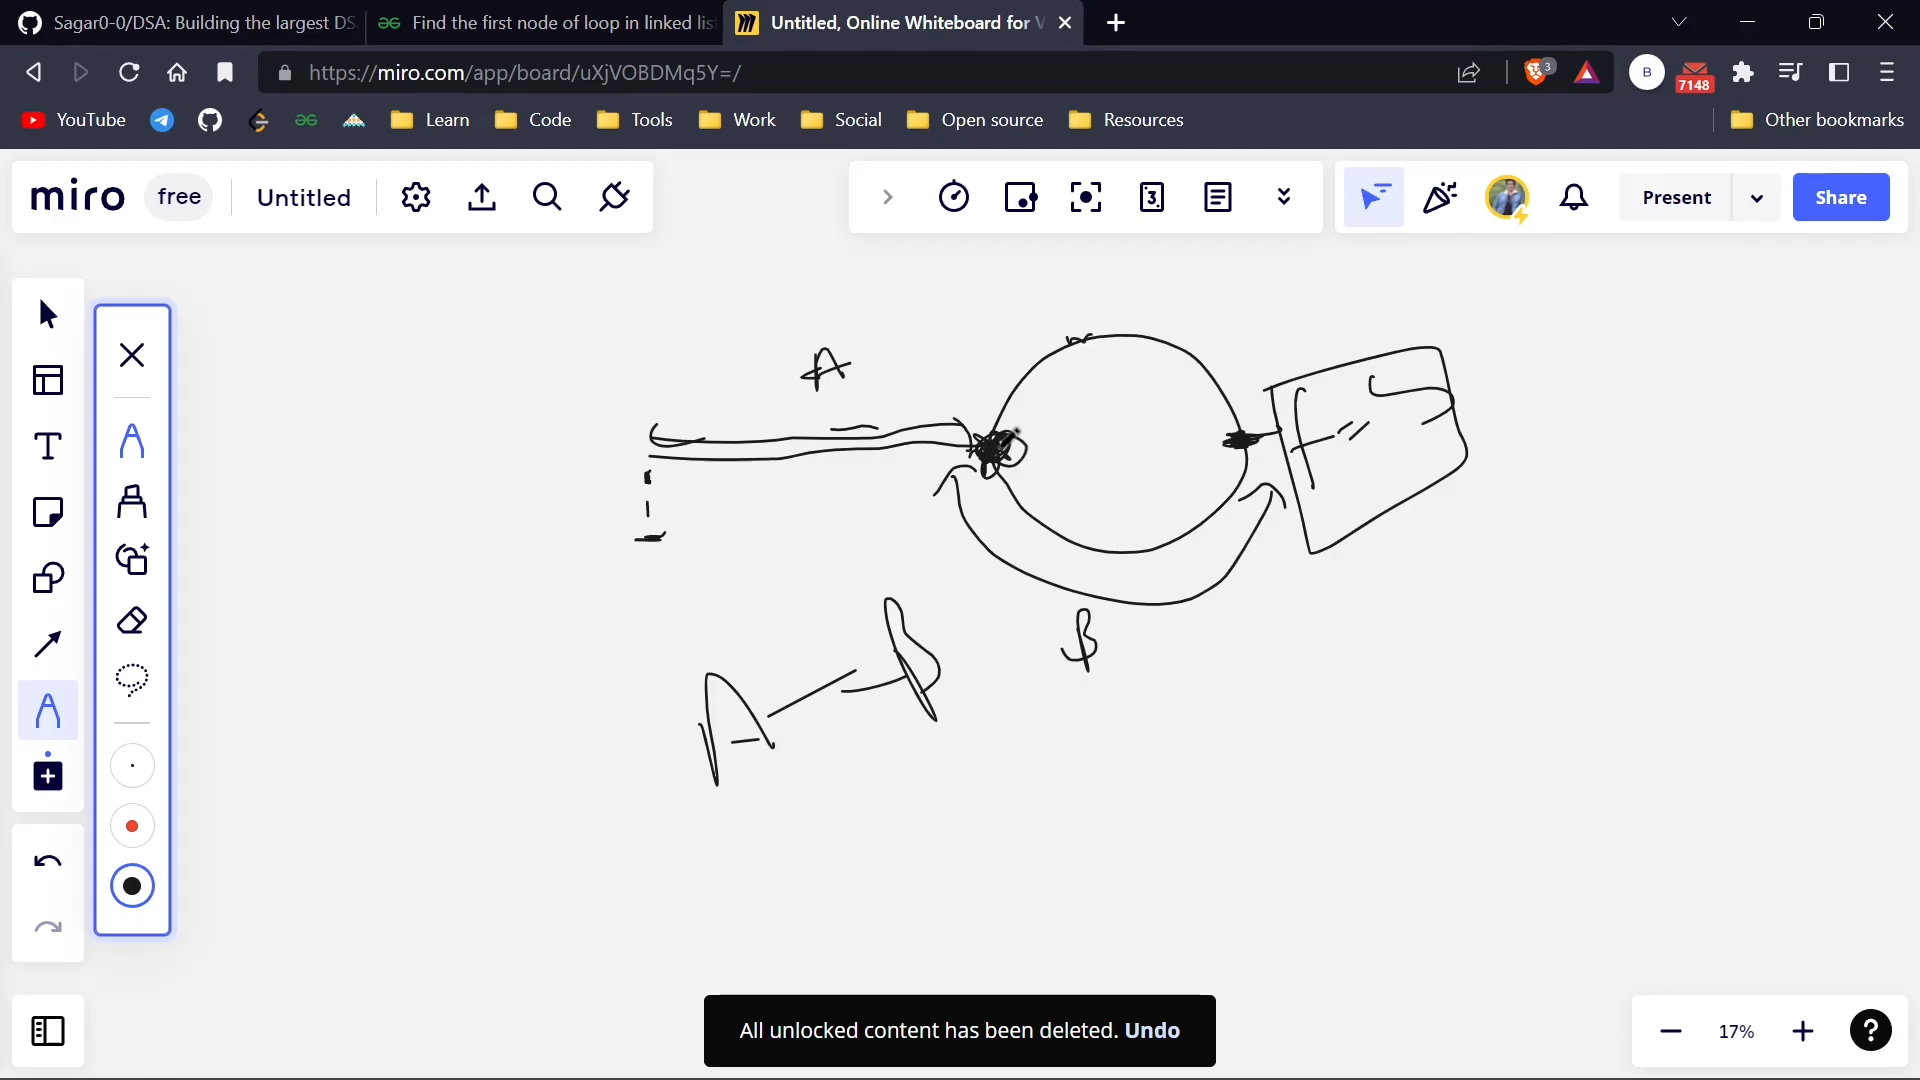 Sagar0-0/DSA: Building the largest DS
Find the first node of loop in linked lis
Untitled, Online Whiteboard for V
https://miro.com/app/board/uXjVOBDMq5Y=/
3
B
7148
YouTube
Learn
Code
Tools
Work
Social
Open source
Resources
Other bookmarks
miro
free
Untitled
3
Present
Share
A
F = S
B
A
All unlocked content has been deleted. Undo
17%
?